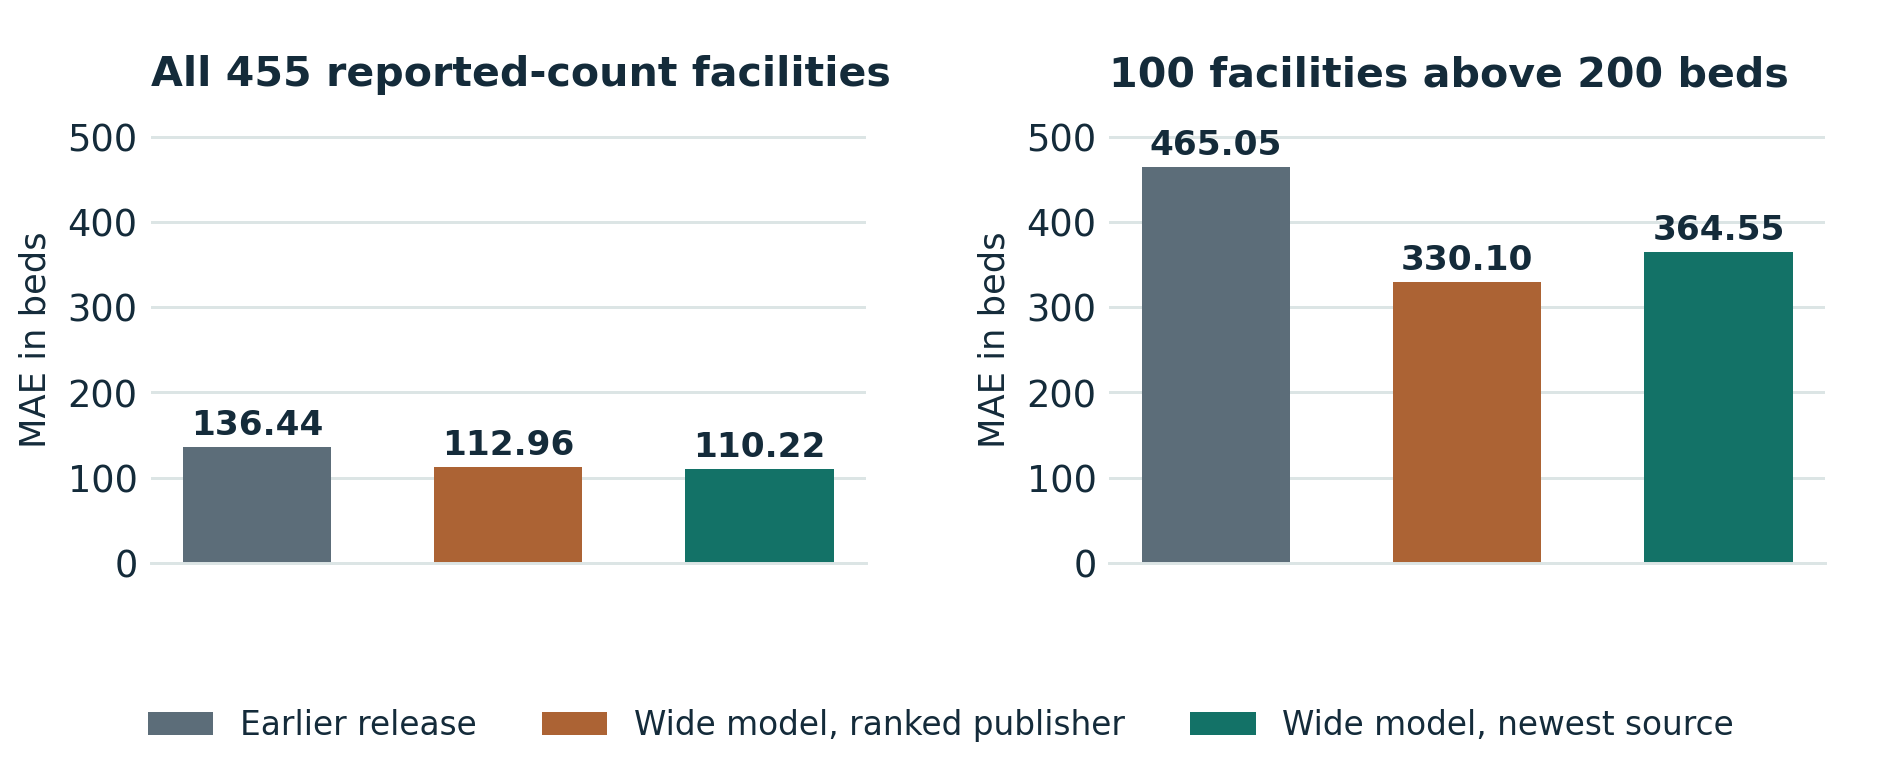 All 455 reported-count facilities
MAE in beds
500
400
300
200
100
0
136.44
112.96
110.22
100 facilities above 200 beds
MAE in beds
500
400
300
200
100
0
465.05
330.10
364.55
Earlier release
Wide model, ranked publisher
Wide model, newest source